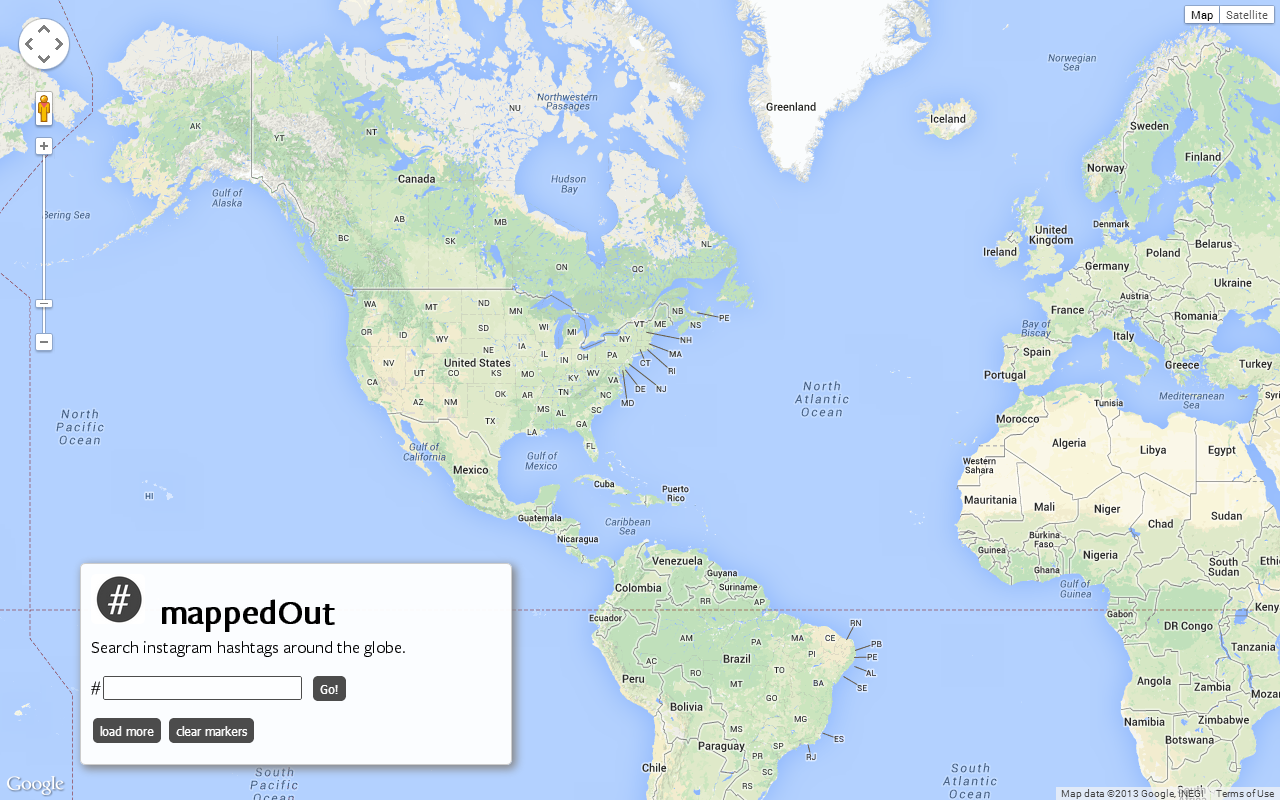 Map Satellite
Norwegian
Sea
Northwestern
Passages
NU
Greenland
Iceland
AK
YT
NT
Sweden
Finland
Norway
Canada
Hudson
Bay
Gulf of
Alaska
Bering Sea
AB
MB
BC
SK
NL
ON
QC
Denmark
United
Kingdom
Ireland
Belarus
Poland
Germany
Ukraine
Austria
France
Romania
Bay of
Biscay
Italy
Spain
Portugal
Greece
Turkey
Mediterranean
Sea
Tunisia
Morocco
WA
MT
ND
MN
NB
PE
NS
OR
ID
SD
WI
MI
VT
ME
NH
WY
NY
MA
IA
NE
IL
IN
OH
PA
CT
RI
NV
United States
UT
CO
KS
MO
KY
WV
VA
DE
NJ
MD
CA
AZ
NM
OK
AR
TN
NC
SC
MS
AL
GA
TX
LA
FL
North
Atlantic
Ocean
North
Pacific
Ocean
Gulf of
California
Gulf of
Mexico
Mexico
HI
Cuba
Puerto
Rico
Guatemala
Caribbean
Sea
Nicaragua
Algeria
Libya
Egypt
Western
Sahara
Mauritania
Mali
Niger
Chad
Sudan
Burkina
Faso
Guinea
Nigeria
Ghana
South
Sudan
Gulf of
Guinea
Gabon
Kenya
DR Congo
Tanzania
Angola
Zambia
Namibia
Zimbabwe
Botswana
Venezuela
Guyana
Suriname
Colombia
RR
AP
Ecuador
AM
PA
MA
CE
RN
PB
PE
AL
SE
PI
AC
Brazil
TO
RO
MT
BA
Peru
GO
Bolivia
MG
MS
ES
SP
RJ
Paraguay
PR
SC
Chile
RS
South
Atlantic
Ocean
South
Pacific
Ocean
#
mappedOut
Search instagram hashtags around the globe.
#
Go!
load more
clear markers
Google
Map data ©2013 Google, INEGI Terms of Use